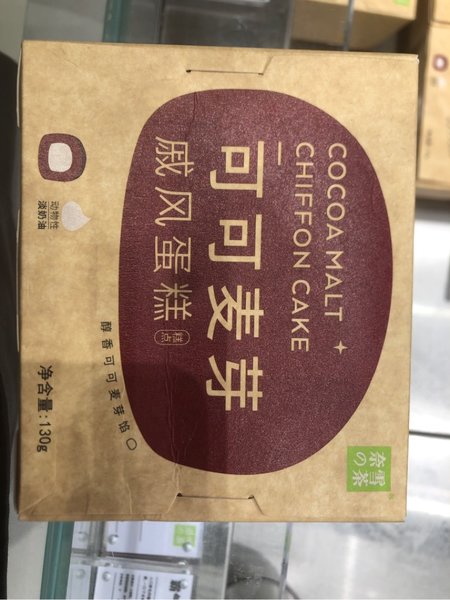 COCOA MALT
CHIFFON CAKE
可可麦芽
戚风蛋糕
糕点
醇香可可麦芽馅
动物性
淡奶油
净含量:130g
奈雪の茶